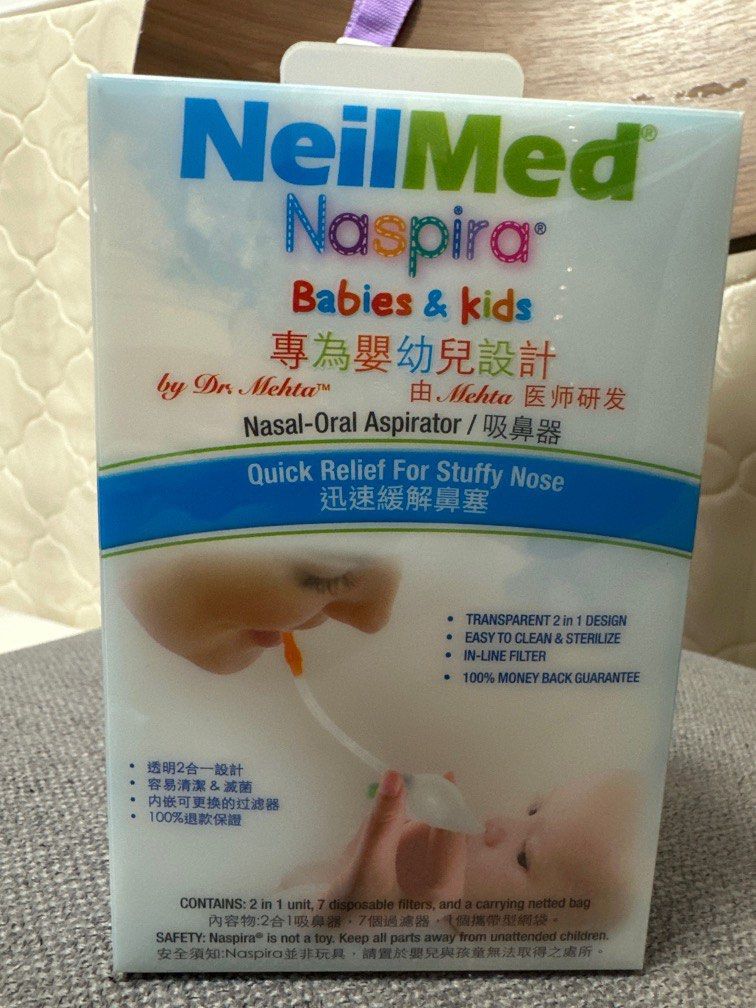 NeilMed®
Naspira®
Babies & kids
專為嬰幼兒設計
by Dr. Mehta™ 由 Mehta 医师研发
Nasal-Oral Aspirator / 吸鼻器
Quick Relief For Stuffy Nose
迅速緩解鼻塞
• TRANSPARENT 2 in 1 DESIGN
• EASY TO CLEAN & STERILIZE
• IN-LINE FILTER
• 100% MONEY BACK GUARANTEE
• 透明2合一設計
• 容易清潔 & 滅菌
• 内嵌可更换的过滤器
• 100%退款保證
CONTAINS: 2 in 1 unit, 7 disposable filters, and a carrying netted bag
內容物:2合1吸鼻器，7個過濾器，1個攜帶型網袋。
SAFETY: Naspira® is not a toy. Keep all parts away from unattended children.
安全須知:Naspira並非玩具，請置於嬰兒與孩童無法取得之處所。